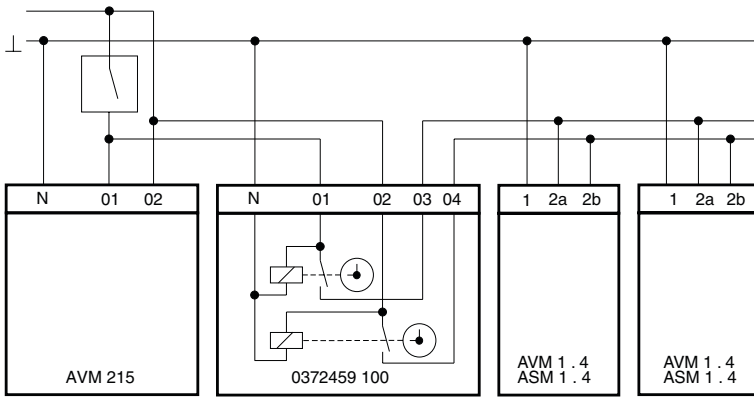 N 01 02
N 01 02 03 04
1 2a 2b
1 2a 2b
AVM 215
0372459 100
AVM 1 . 4
ASM 1 . 4
AVM 1 . 4
ASM 1 . 4